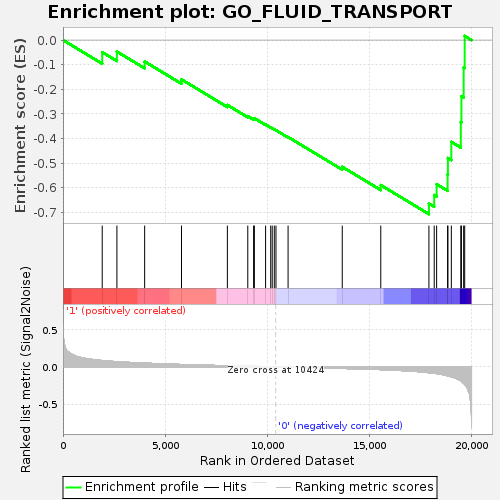 Enrichment plot: GO_FLUID_TRANSPORT
Enrichment score (ES)
0.0
-0.1
-0.2
-0.3
-0.4
-0.5
-0.6
-0.7
'1' (positively correlated)
Ranked list metric (Signal2Noise)
0.5
0.0
-0.5
Zero cross at 10424
'0' (negatively correlated)
0 5,000 10,000 15,000 20,000
Rank in Ordered Dataset
Enrichment profile Hits Ranking metric scores